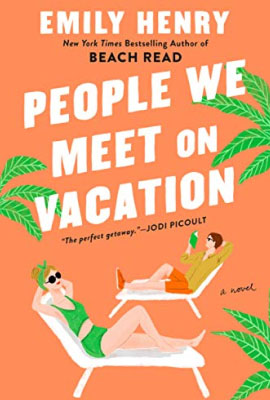 EMILY HENRY
New York Times Bestselling Author of
BEACH READ
PEOPLE WE
MEET ON
VACATION
"The perfect getaway."—JODI PICOULT
a novel